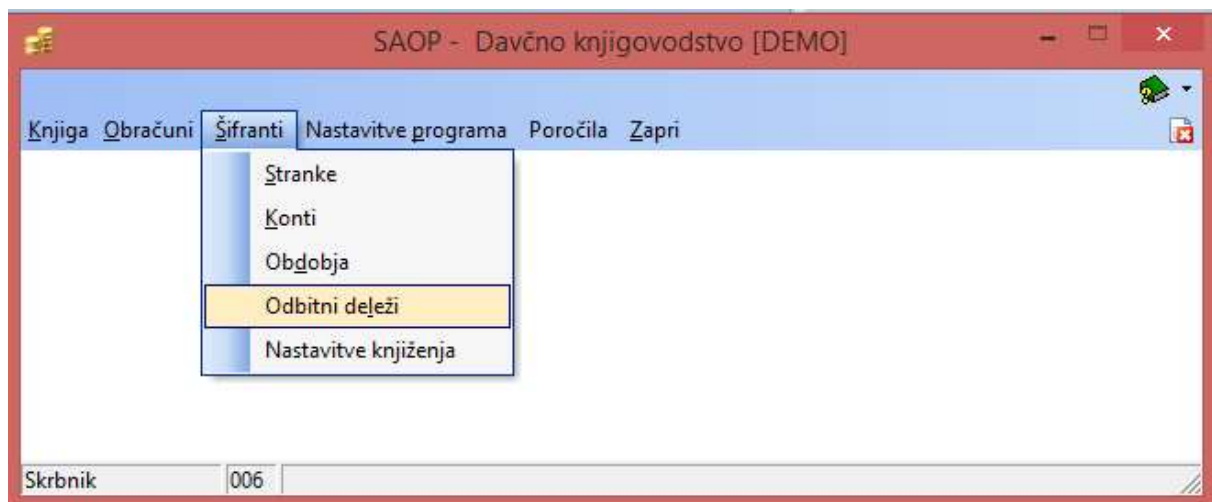 SAOP - Davčno knjigovodstvo [DEMO]
Knjiga Obračuni Šifranti Nastavitve programa Poročila Zapri
Stranke
Konti
Obdobja
Odbitni deleži
Nastavitve knjiženja
Skrbnik 006